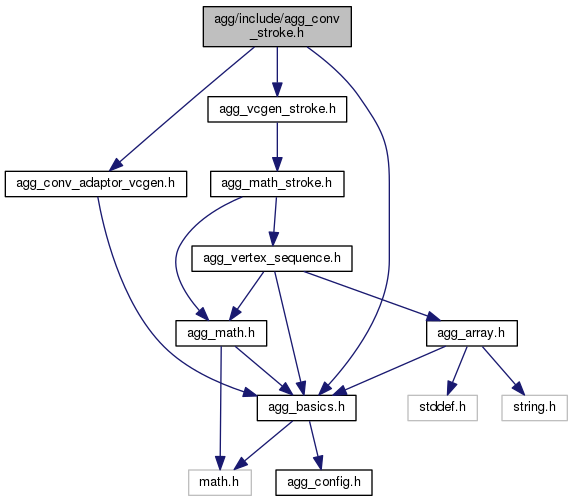 agg/include/agg_conv
_stroke.h
agg_vcgen_stroke.h
agg_conv_adaptor_vcgen.h
agg_math_stroke.h
agg_vertex_sequence.h
agg_math.h
agg_array.h
agg_basics.h
stddef.h
string.h
math.h
agg_config.h